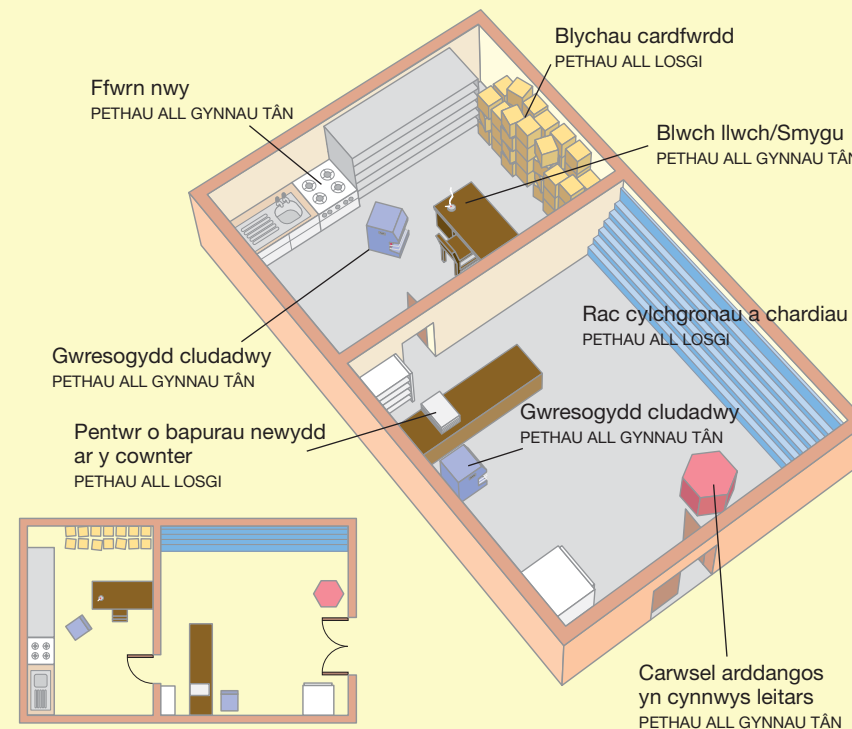 Blychau cardfwrdd
PETHAU ALL LOSGI
Ffwrn nwy
PETHAU ALL GYNNAU TÂN
Blwch llwch/Smygu
PETHAU ALL GYNNAU TÂN
Rac cylchgronau a chardiau
PETHAU ALL LOSGI
Gwresogydd cludadwy
PETHAU ALL GYNNAU TÂN
Gwresogydd cludadwy
PETHAU ALL GYNNAU TÂN
Pentwr o bapurau newydd
ar y cownter
PETHAU ALL LOSGI
Carwsel arddangos
yn cynnwys leitars
PETHAU ALL GYNNAU TÂN